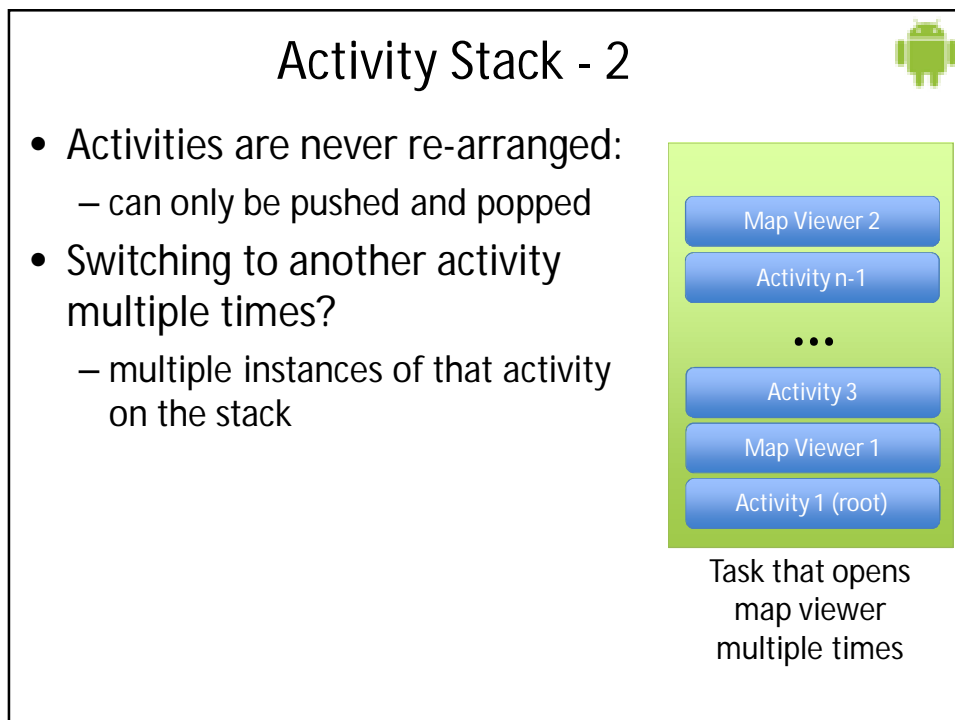 Activity Stack - 2
• Activities are never re-arranged:
– can only be pushed and popped
• Switching to another activity
multiple times?
– multiple instances of that activity
on the stack
Map Viewer 2
Activity n-1
...
Activity 3
Map Viewer 1
Activity 1 (root)
Task that opens
map viewer
multiple times